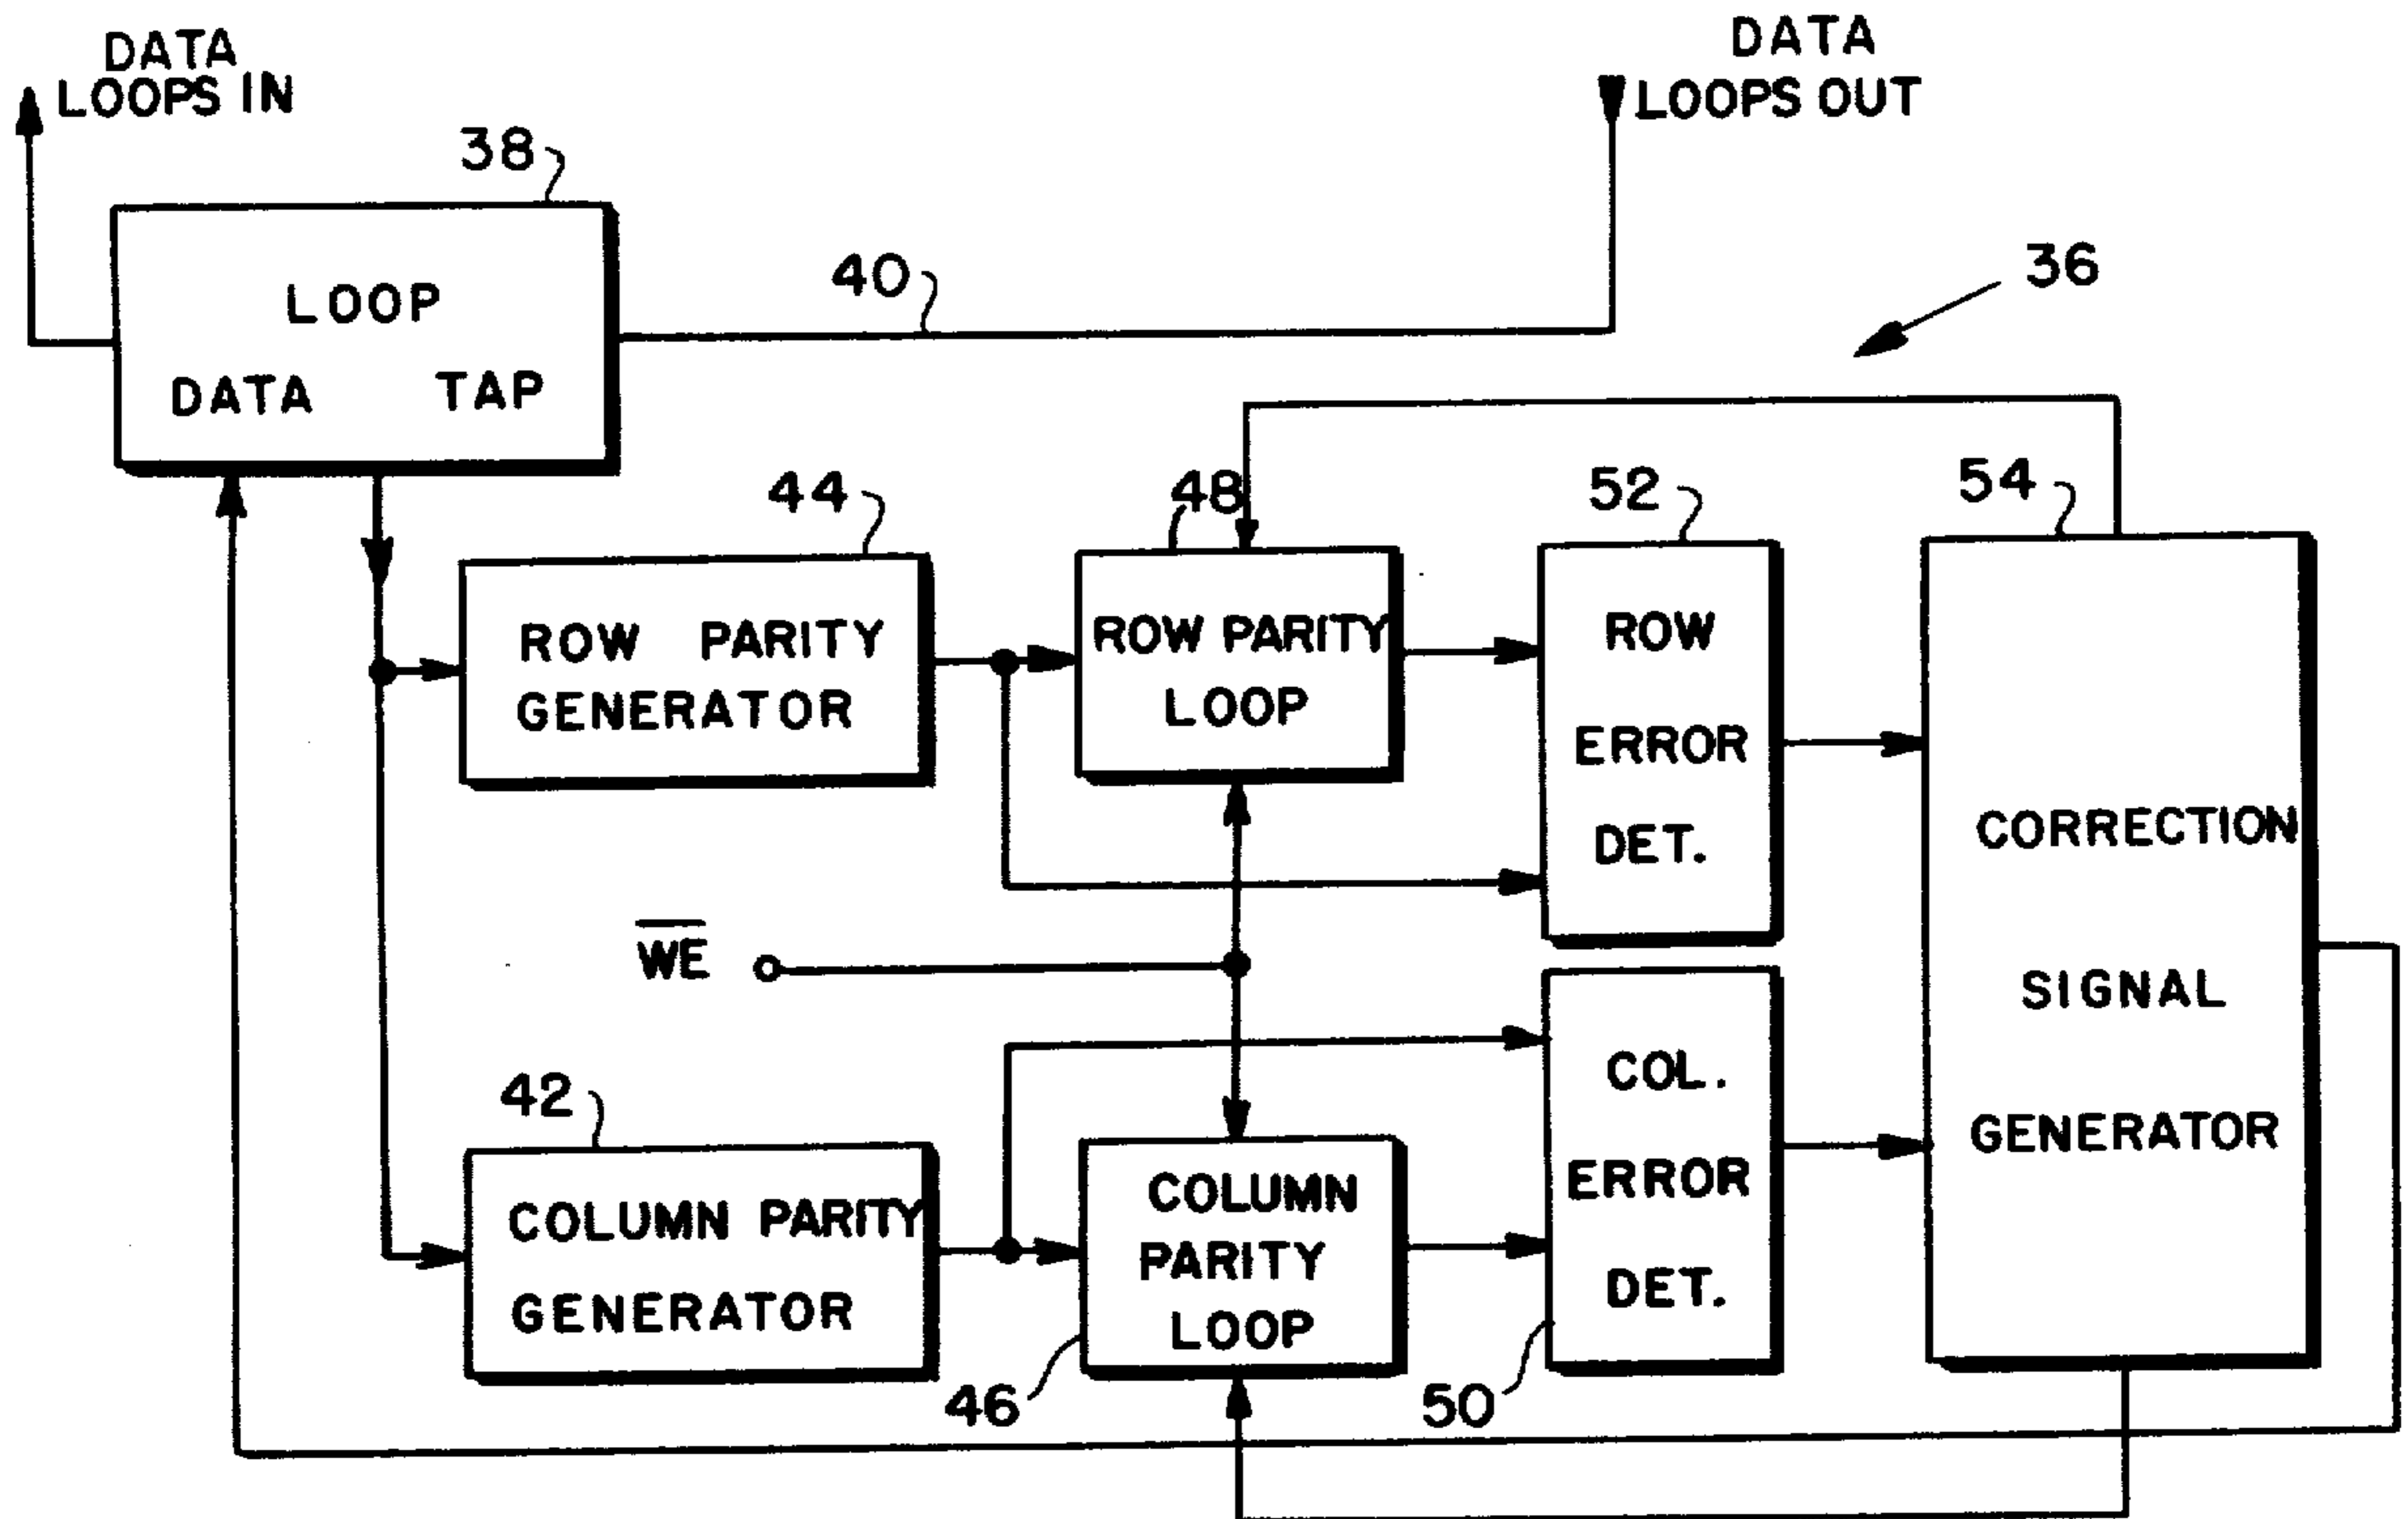 DATA
LOOPS IN
DATA
LOOPS OUT
38
LOOP
DATA TAP
40
36
44
48
52
54
ROW PARITY
GENERATOR
ROW PARITY
LOOP
ROW
ERROR
DET.
CORRECTION
SIGNAL
GENERATOR
W̅E̅
42
COLUMN PARITY
GENERATOR
COLUMN
PARITY
LOOP
COL.
ERROR
DET.
46
50